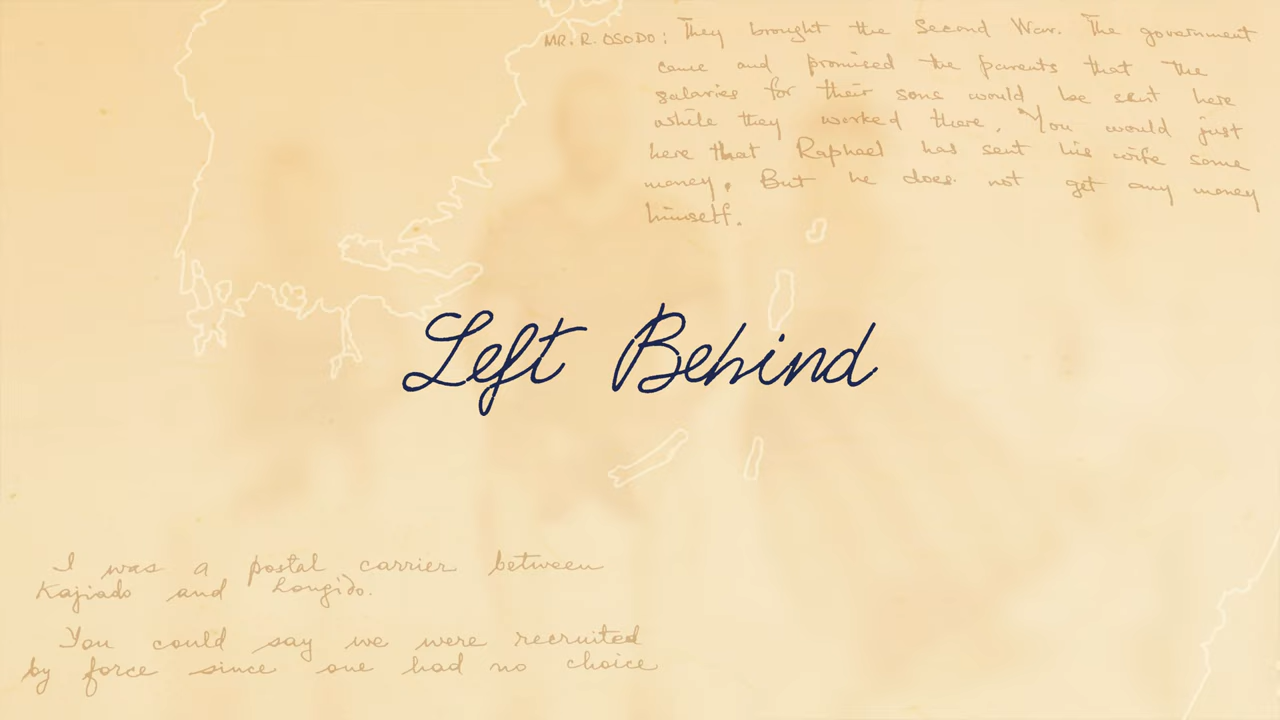 MR. R. OSODO: They brought the Second War. The government
came and promised the parents that the
salaries for their sons would be sent here
while they worked there. You would just
here that Raphael has sent his wife some
money. But he does not get any money
himself.
Left Behind
I was a postal carrier between
Kajiado and Longido.
You could say we were recruited
by force since one had no choice